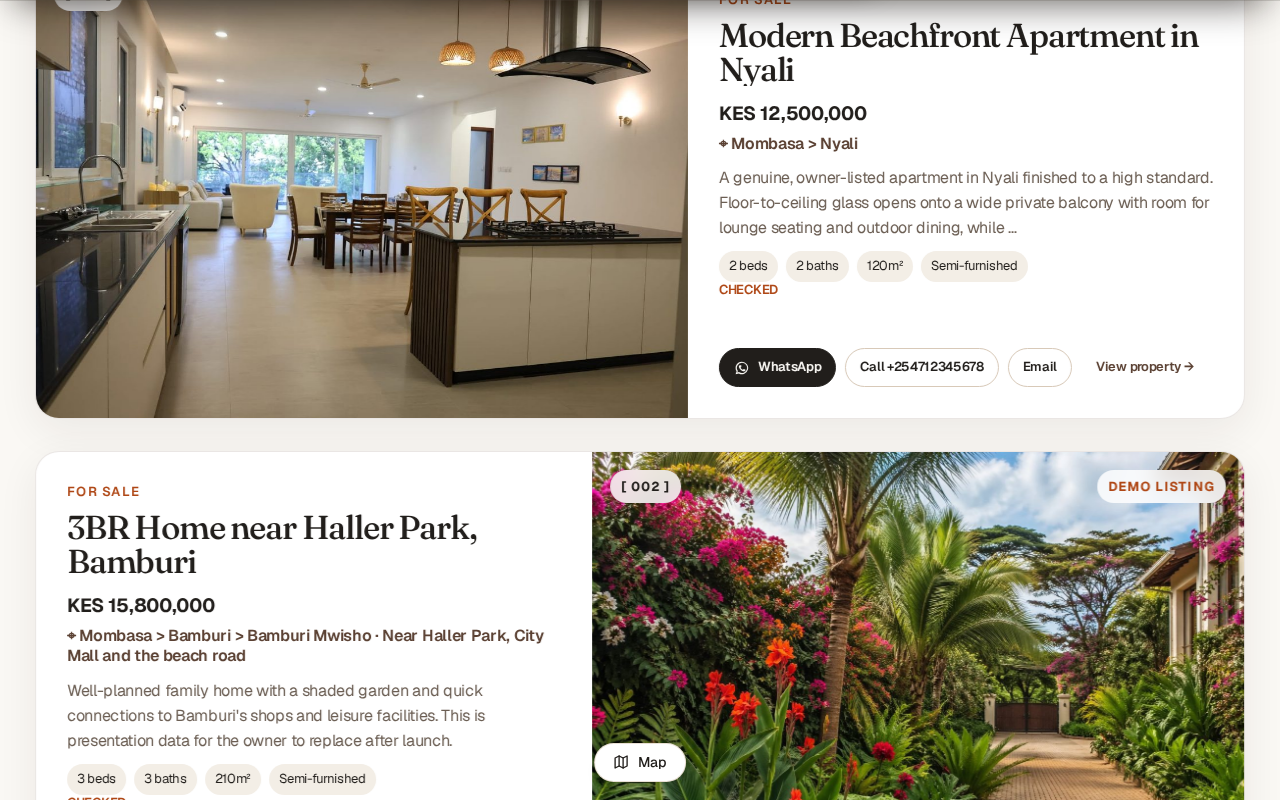 FOR SALE
Modern Beachfront Apartment in
Nyali
KES 12,500,000
⌖ Mombasa > Nyali
A genuine, owner-listed apartment in Nyali finished to a high standard.
Floor-to-ceiling glass opens onto a wide private balcony with room for
lounge seating and outdoor dining, while ...
2 beds 2 baths 120m² Semi-furnished
CHECKED
WhatsApp Call +254712345678 Email View property →
FOR SALE
3BR Home near Haller Park,
Bamburi
KES 15,800,000
⌖ Mombasa > Bamburi > Bamburi Mwisho · Near Haller Park, City
Mall and the beach road
Well-planned family home with a shaded garden and quick
connections to Bamburi's shops and leisure facilities. This is
presentation data for the owner to replace after launch.
3 beds 3 baths 210m² Semi-furnished
CHECKED
[ 002 ] DEMO LISTING
Map